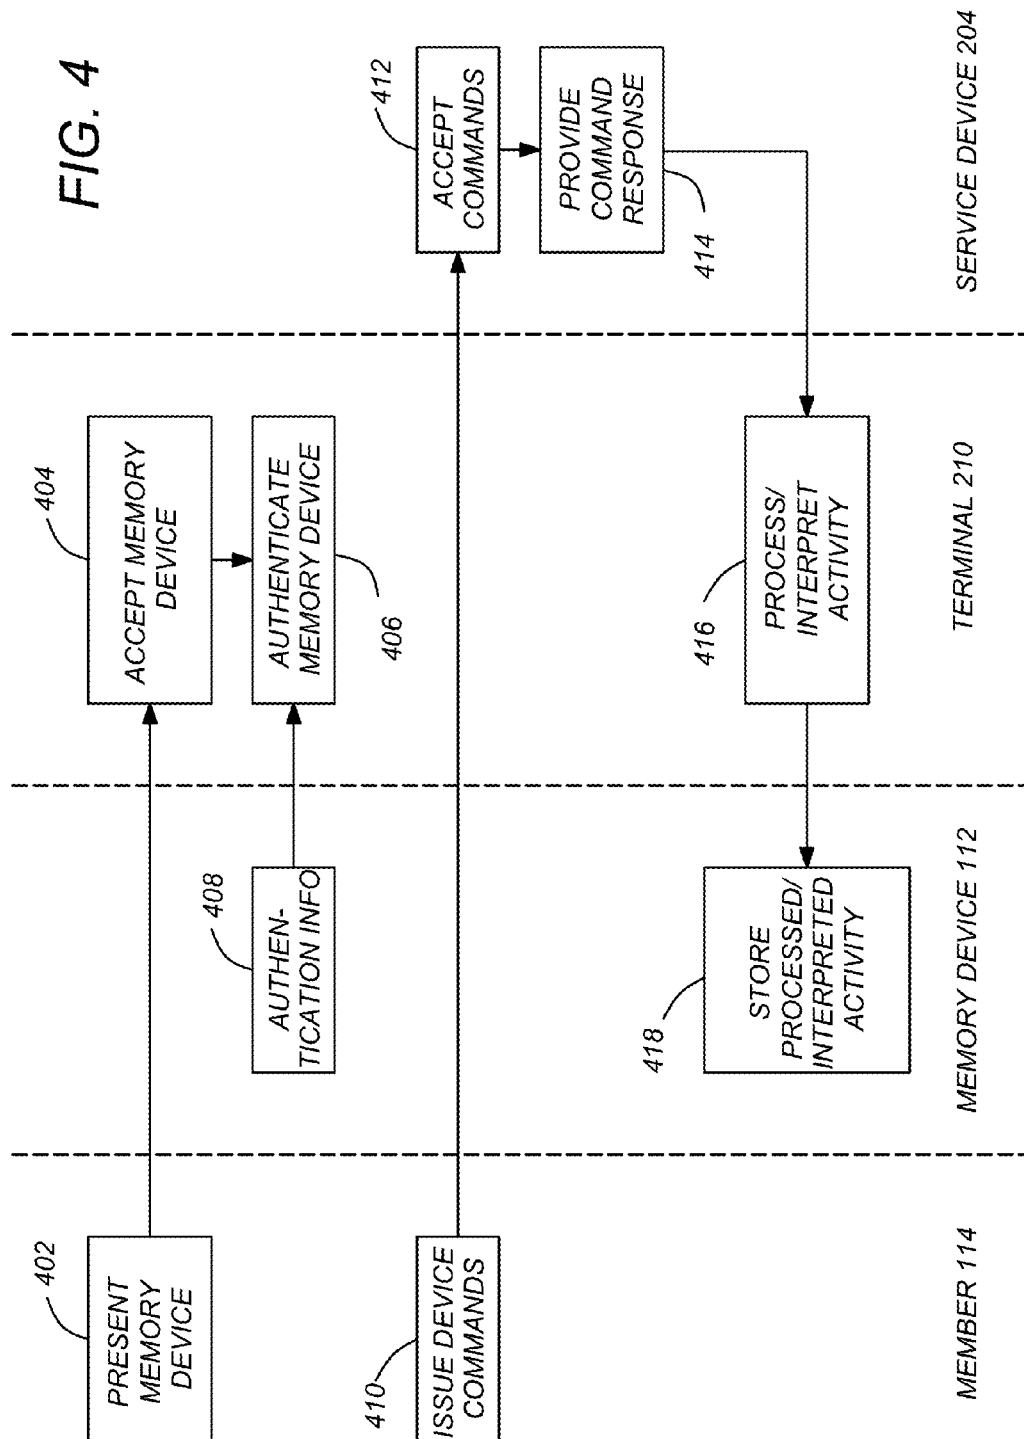 FIG. 4
402
PRESENT
MEMORY
DEVICE
404
ACCEPT MEMORY
DEVICE
408
AUTHEN-
TICATION INFO
AUTHENTICATE
MEMORY DEVICE
406
410
ISSUE DEVICE
COMMANDS
412
ACCEPT
COMMANDS
PROVIDE
COMMAND
RESPONSE
414
416
PROCESS/
INTERPRET
ACTIVITY
418
STORE
PROCESSED/
INTERPRETED
ACTIVITY
MEMBER 114
MEMORY DEVICE 112
TERMINAL 210
SERVICE DEVICE 204